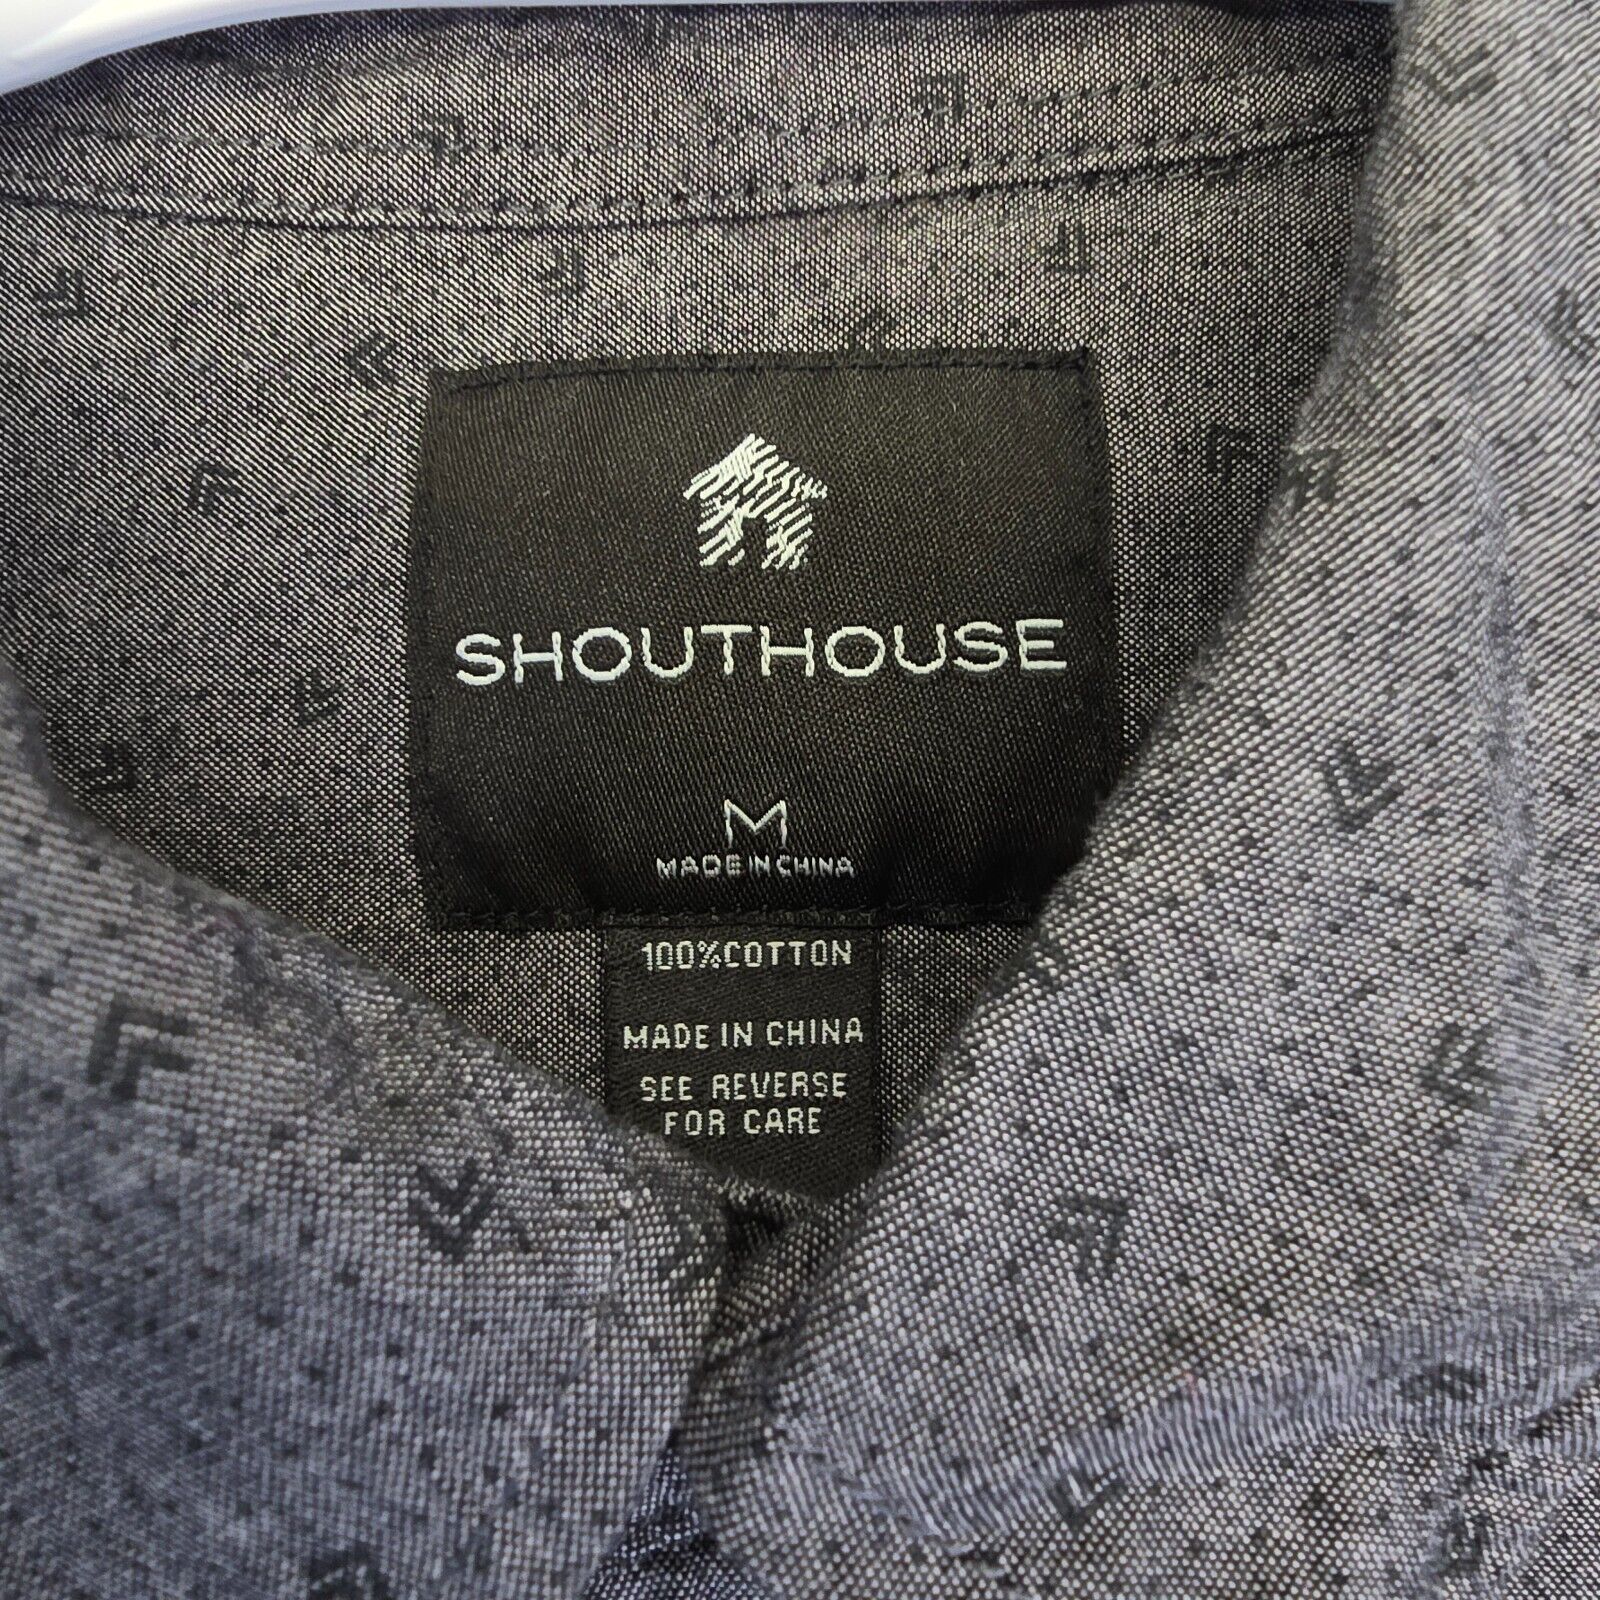 SHOUTHOUSE
M
MADE IN CHINA
100%COTTON
MADE IN CHINA
SEE REVERSE
FOR CARE